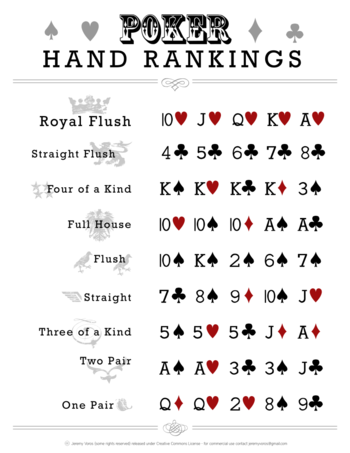 POKER
HAND RANKINGS
Royal Flush 10♥ J♥ Q♥ K♥ A♥
Straight Flush 4♣ 5♣ 6♣ 7♣ 8♣
Four of a Kind K♠ K♥ K♣ K♦ 3♠
Full House 10♥ 10♠ 10♦ A♠ A♣
Flush 10♠ K♠ 2♠ 6♠ 7♠
Straight 7♣ 8♠ 9♦ 10♠ J♥
Three of a Kind 5♠ 5♥ 5♣ J♦ A♦
Two Pair A♠ A♥ 3♣ 3♠ J♣
One Pair Q♦ Q♥ 2♥ 8♠ 9♣